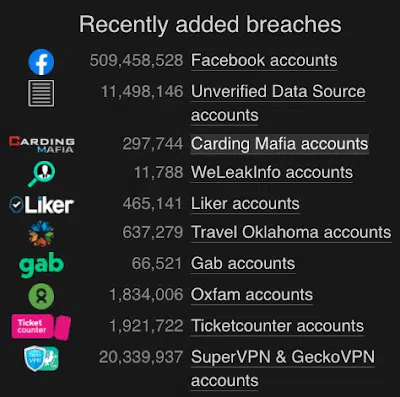 Recently added breaches
509,458,528 Facebook accounts
11,498,146 Unverified Data Source
accounts
CARDING
MAFIA
297,744 Carding Mafia accounts
11,788 WeLeakInfo accounts
Liker 465,141 Liker accounts
637,279 Travel Oklahoma accounts
gab 66,521 Gab accounts
1,834,006 Oxfam accounts
Ticket
counter
1,921,722 Ticketcounter accounts
20,339,937 SuperVPN & GeckoVPN
accounts